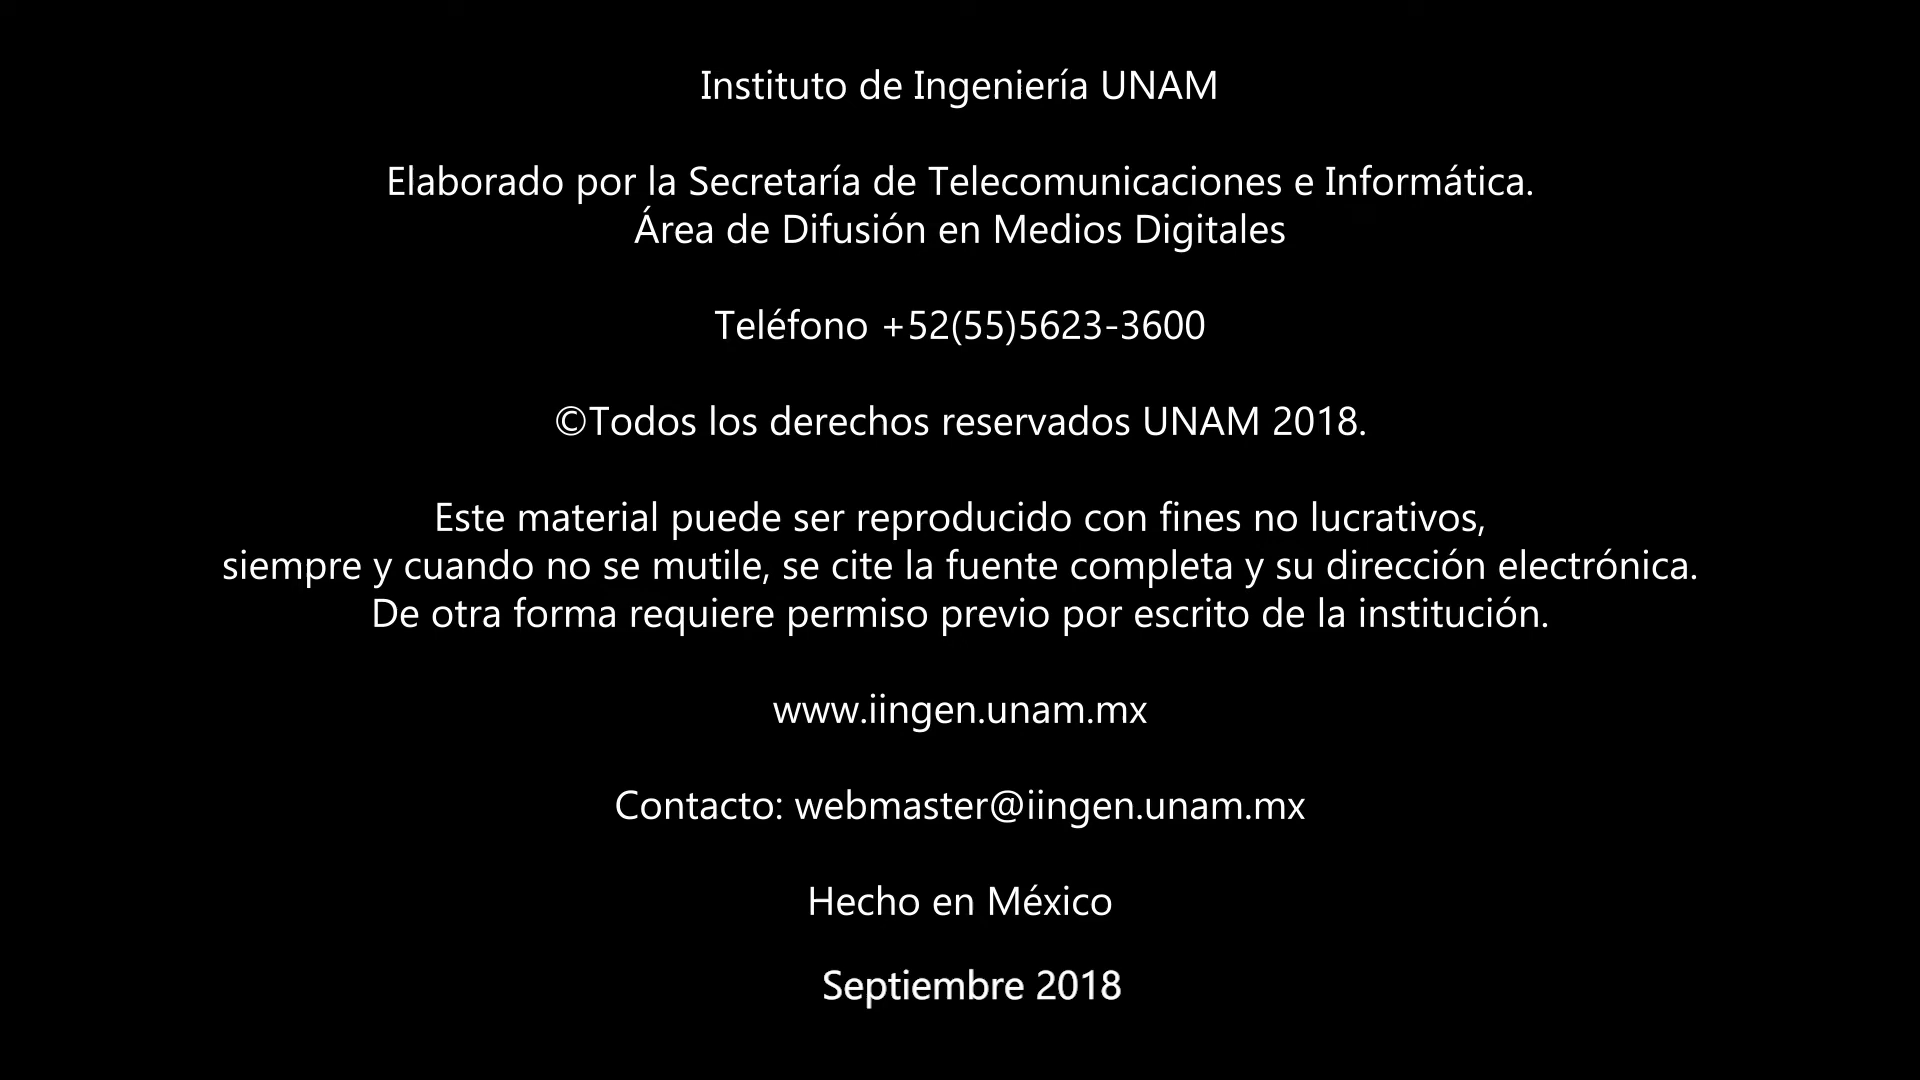 Instituto de Ingeniería UNAM
Elaborado por la Secretaría de Telecomunicaciones e Informática.
Área de Difusión en Medios Digitales
Teléfono +52(55)5623-3600
©Todos los derechos reservados UNAM 2018.
Este material puede ser reproducido con fines no lucrativos,
siempre y cuando no se mutile, se cite la fuente completa y su dirección electrónica.
De otra forma requiere permiso previo por escrito de la institución.
www.iingen.unam.mx
Contacto: webmaster@iingen.unam.mx
Hecho en México
Septiembre 2018